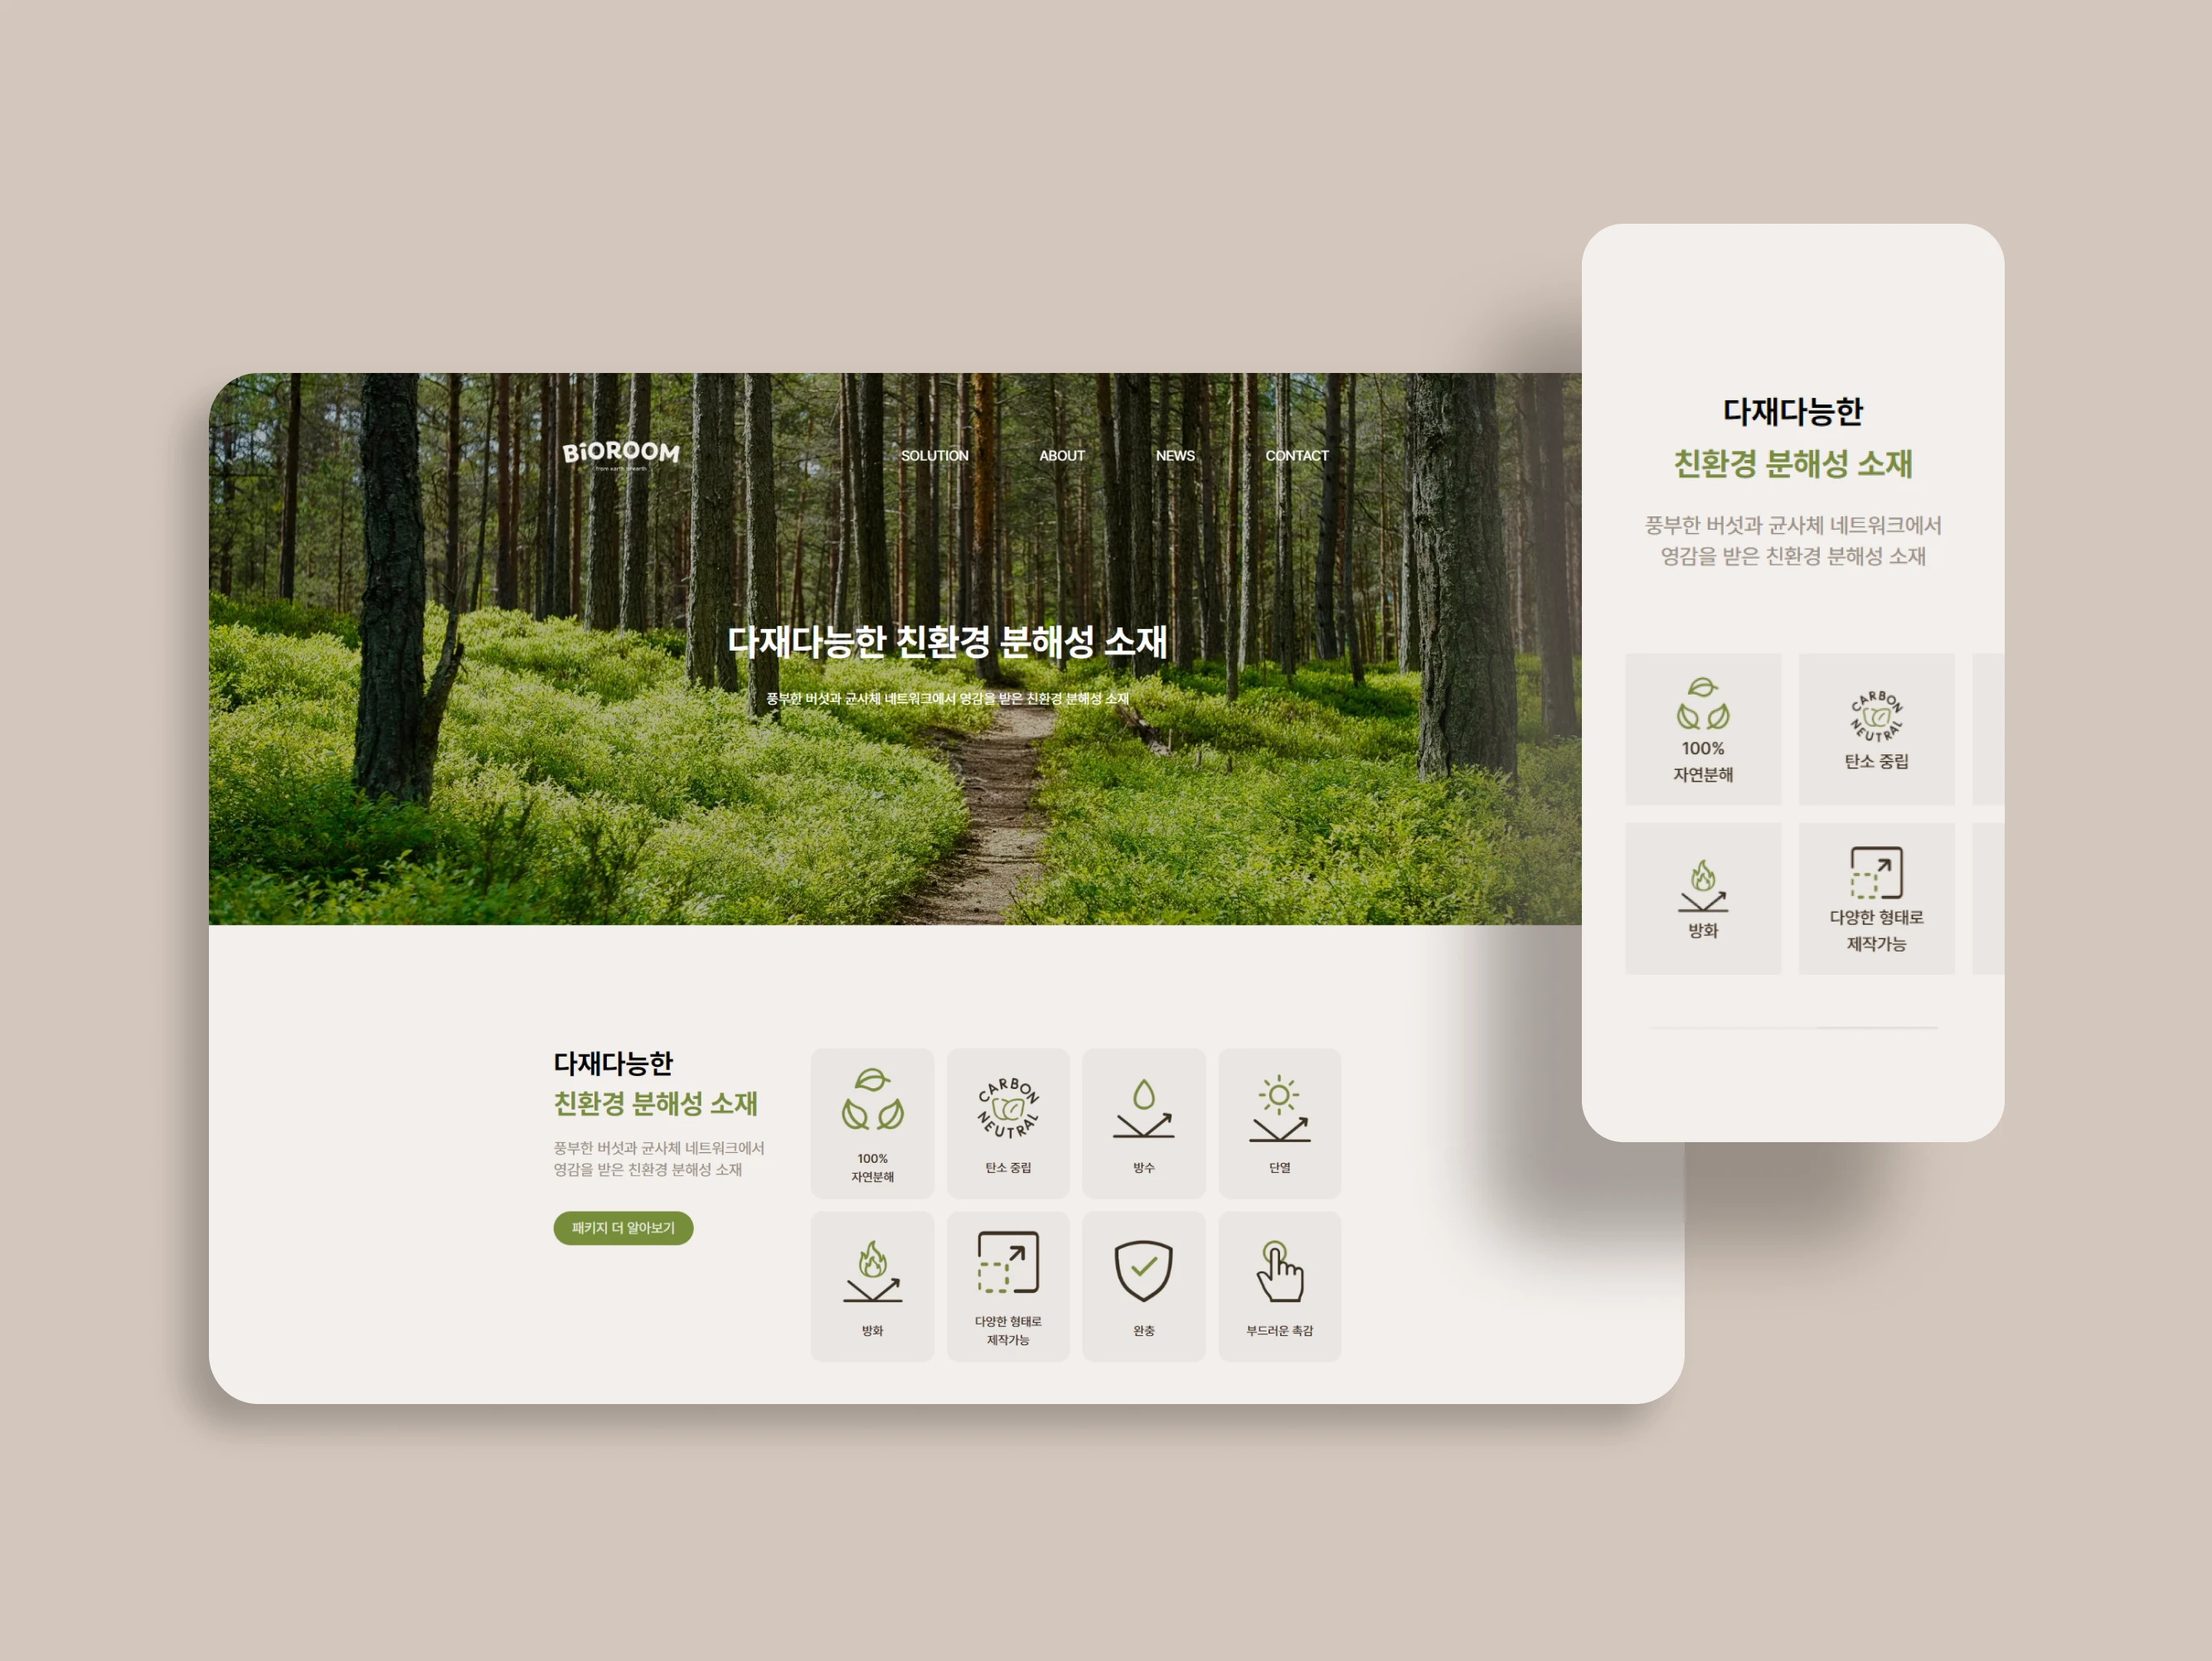 BiOROOM
from earth to earth
SOLUTION
ABOUT
NEWS
CONTACT
다재다능한 친환경 분해성 소재
풍부한 버섯과 균사체 네트워크에서 영감을 받은 친환경 분해성 소재
다재다능한
친환경 분해성 소재
풍부한 버섯과 균사체 네트워크에서
영감을 받은 친환경 분해성 소재
패키지 더 알아보기
100%
자연분해
CARBON
NEUTRAL
탄소 중립
방수
단열
방화
다양한 형태로
제작가능
완충
부드러운 촉감
다재다능한
친환경 분해성 소재
풍부한 버섯과 균사체 네트워크에서
영감을 받은 친환경 분해성 소재
100%
자연분해
CARBON
NEUTRAL
탄소 중립
방화
다양한 형태로
제작가능